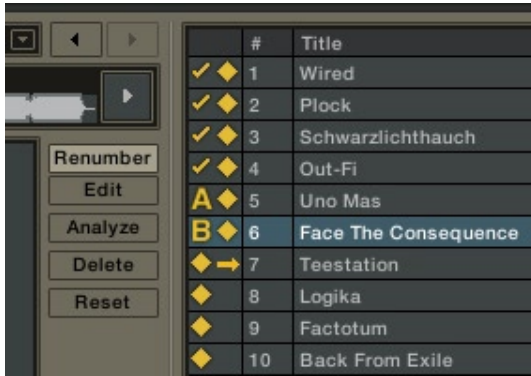 # Title
1 Wired
2 Plock
3 Schwarzlichthauch
Renumber
4 Out-Fi
Edit
A 5 Uno Mas
Analyze
B 6 Face The Consequence
Delete
7 Teestation
Reset
8 Logika
9 Factotum
10 Back From Exile